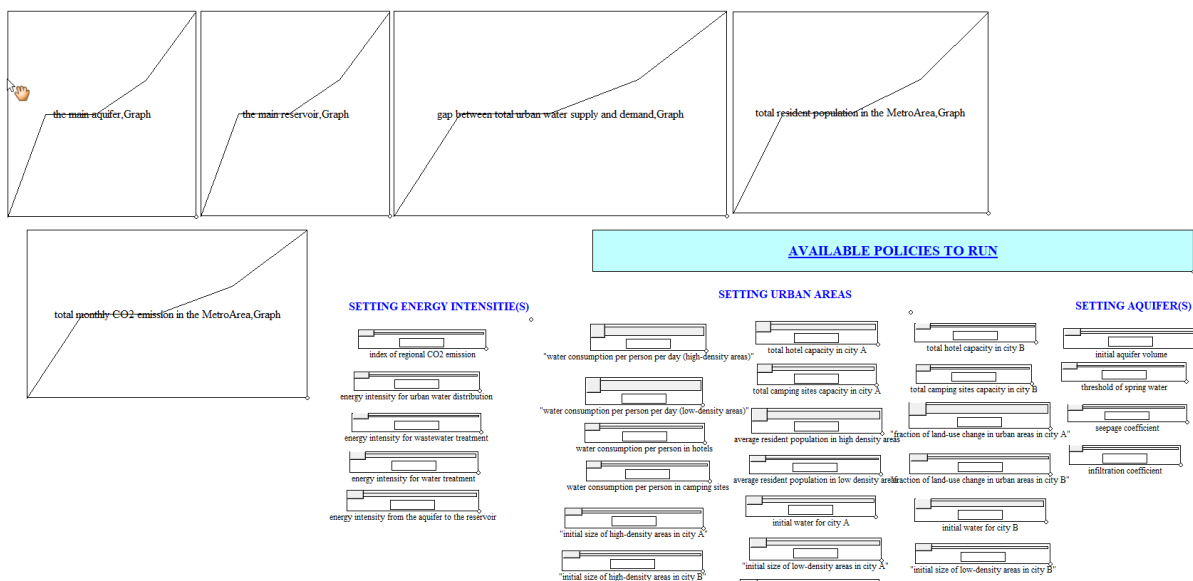 the main aquifer,Graph
the main reservoir,Graph
gap between total urban water supply and demand,Graph
total resident population in the MetroArea,Graph
total monthly CO2 emission in the MetroArea,Graph
AVAILABLE POLICIES TO RUN
SETTING ENERGY INTENSITIE(S)
index of regional CO2 emission
energy intensity for urban water distribution
energy intensity for wastewater treatment
energy intensity for water treatment
energy intensity from the aquifer to the reservoir
SETTING URBAN AREAS
"water consumption per person per day (high-density areas)"
"water consumption per person per day (low-density areas)"
water consumption per person in hotels
water consumption per person in camping sites
"initial size of high-density areas in city A"
"initial size of high-density areas in city B"
total hotel capacity in city A
total camping sites capacity in city A
average resident population in high density areas
average resident population in low density areas
initial water for city A
"initial size of low-density areas in city A"
total hotel capacity in city B
total camping sites capacity in city B
"fraction of land-use change in urban areas in city A"
"fraction of land-use change in urban areas in city B"
initial water for city B
"initial size of low-density areas in city B"
SETTING AQUIFER(S)
initial aquifer volume
threshold of spring water
seepage coefficient
infiltration coefficient